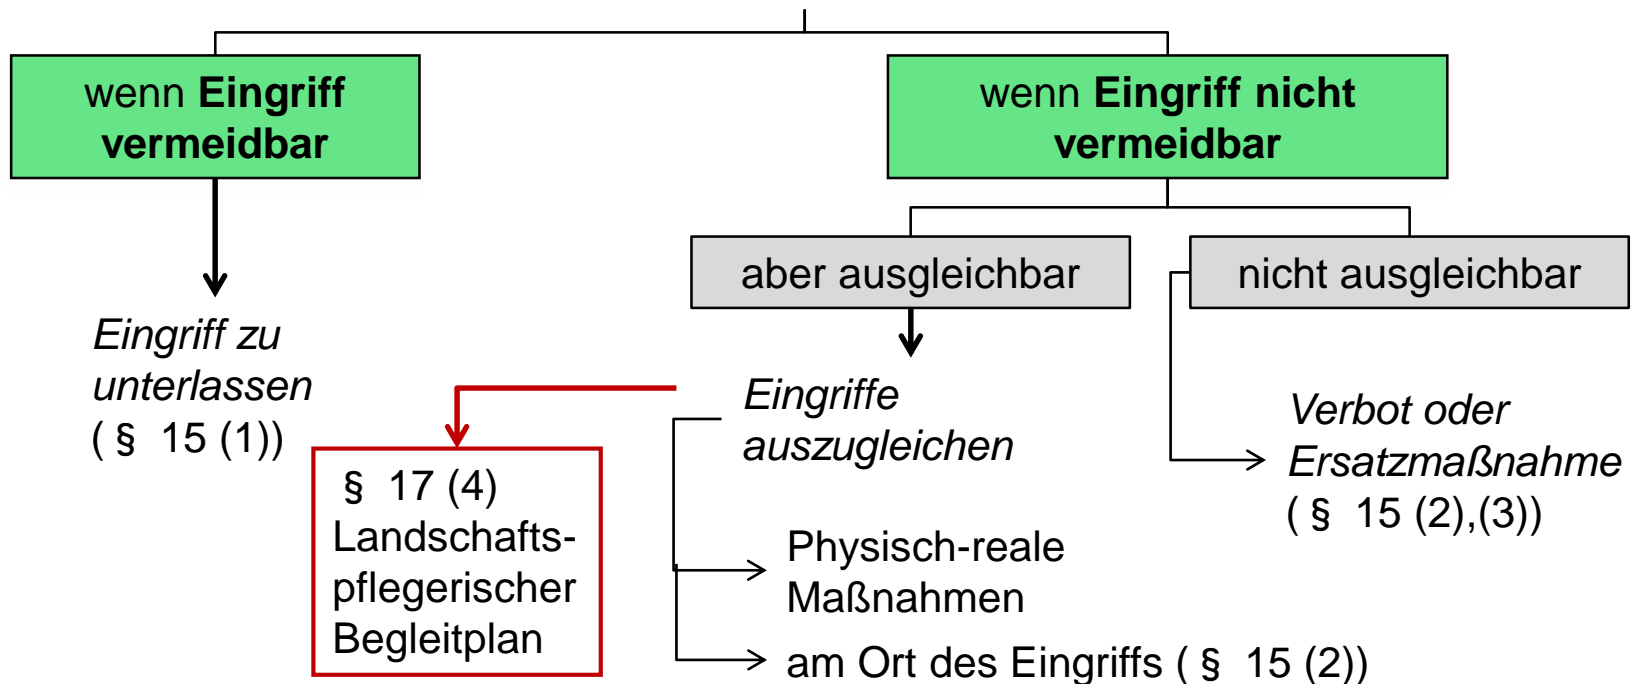 wenn Eingriff
vermeidbar
wenn Eingriff nicht
vermeidbar
aber ausgleichbar
nicht ausgleichbar
Eingriff zu
unterlassen
( § 15 (1))
§ 17 (4)
Landschafts-
pflegerischer
Begleitplan
Eingriffe
auszugleichen
Physisch-reale
Maßnahmen
am Ort des Eingriffs ( § 15 (2))
Verbot oder
Ersatzmaßnahme
( § 15 (2),(3))